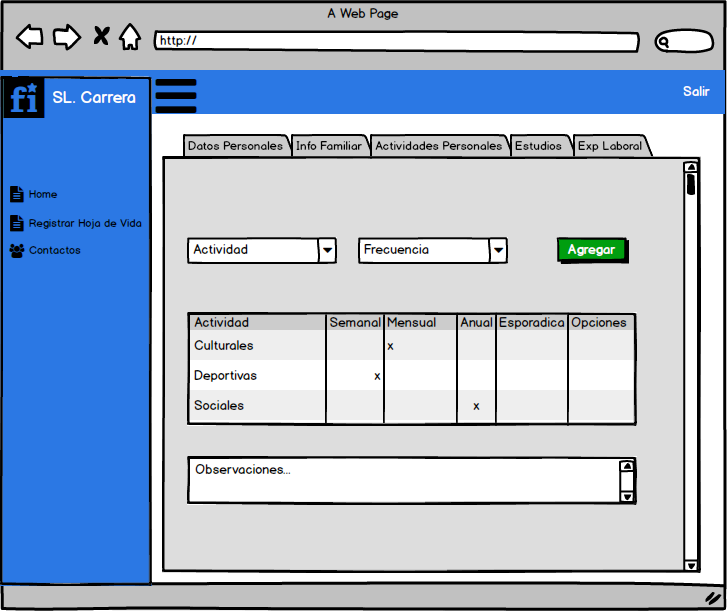 A Web Page
http://
fi SL. Carrera
Salir
Datos Personales Info Familiar Actividades Personales Estudios Exp Laboral
Home
Registrar Hoja de Vida
Contactos
Actividad Frecuencia Agregar
Actividad Semanal Mensual Anual Esporadica Opciones
Culturales x
Deportivas x
Sociales x
Observaciones...